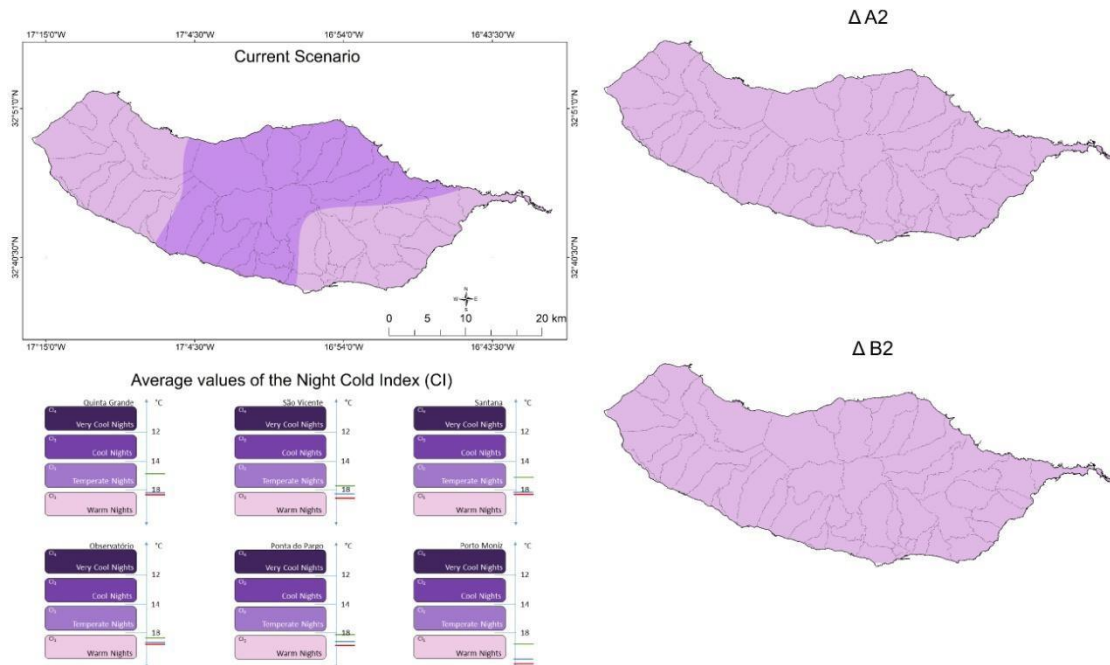 Δ A2
17°15'0"W 17°4'30"W 16°54'0"W 16°43'30"W
Current Scenario
32°51'0"N 32°51'0"N
32°40'30"N 32°40'30"N
N
W E
S
0 5 10 20 km
17°15'0"W 17°4'30"W 16°54'0"W 16°43'30"W
Δ B2
Average values of the Night Cold Index (CI)
Quinta Grande °C São Vicente °C Santana °C
Very Cool Nights Very Cool Nights Very Cool Nights
12 12 12
Cool Nights Cool Nights Cool Nights
14 14 14
Temperate Nights Temperate Nights Temperate Nights
18 18 18
Warm Nights Warm Nights Warm Nights
Observatório °C Ponta do Pargo °C Porto Moniz °C
Very Cool Nights Very Cool Nights Very Cool Nights
12 12 12
Cool Nights Cool Nights Cool Nights
14 14 14
Temperate Nights Temperate Nights Temperate Nights
18 18 18
Warm Nights Warm Nights Warm Nights